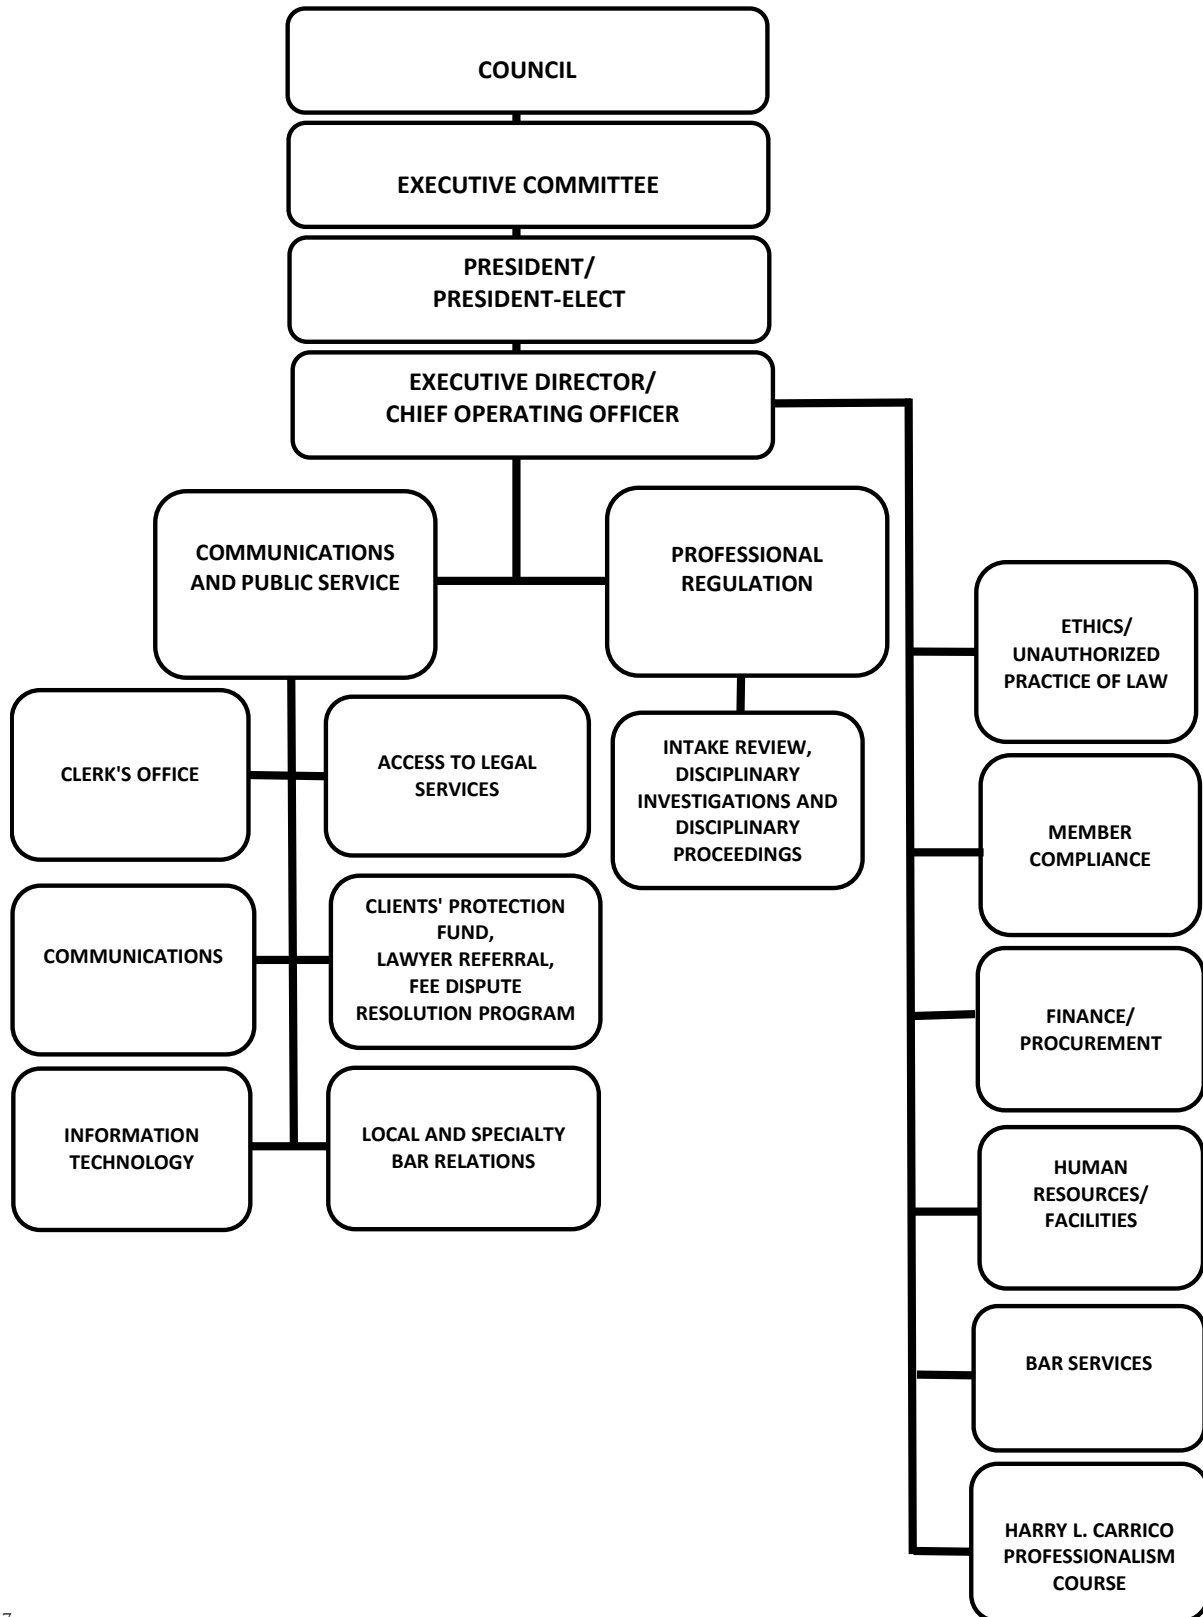 COUNCIL
EXECUTIVE COMMITTEE
PRESIDENT/
PRESIDENT-ELECT
EXECUTIVE DIRECTOR/
CHIEF OPERATING OFFICER
COMMUNICATIONS
AND PUBLIC SERVICE
PROFESSIONAL
REGULATION
CLERK'S OFFICE
ACCESS TO LEGAL
SERVICES
INTAKE REVIEW,
DISCIPLINARY
INVESTIGATIONS AND
DISCIPLINARY
PROCEEDINGS
COMMUNICATIONS
CLIENTS' PROTECTION
FUND,
LAWYER REFERRAL,
FEE DISPUTE
RESOLUTION PROGRAM
INFORMATION
TECHNOLOGY
LOCAL AND SPECIALTY
BAR RELATIONS
ETHICS/
UNAUTHORIZED
PRACTICE OF LAW
MEMBER
COMPLIANCE
FINANCE/
PROCUREMENT
HUMAN
RESOURCES/
FACILITIES
BAR SERVICES
HARRY L. CARRICO
PROFESSIONALISM
COURSE
7